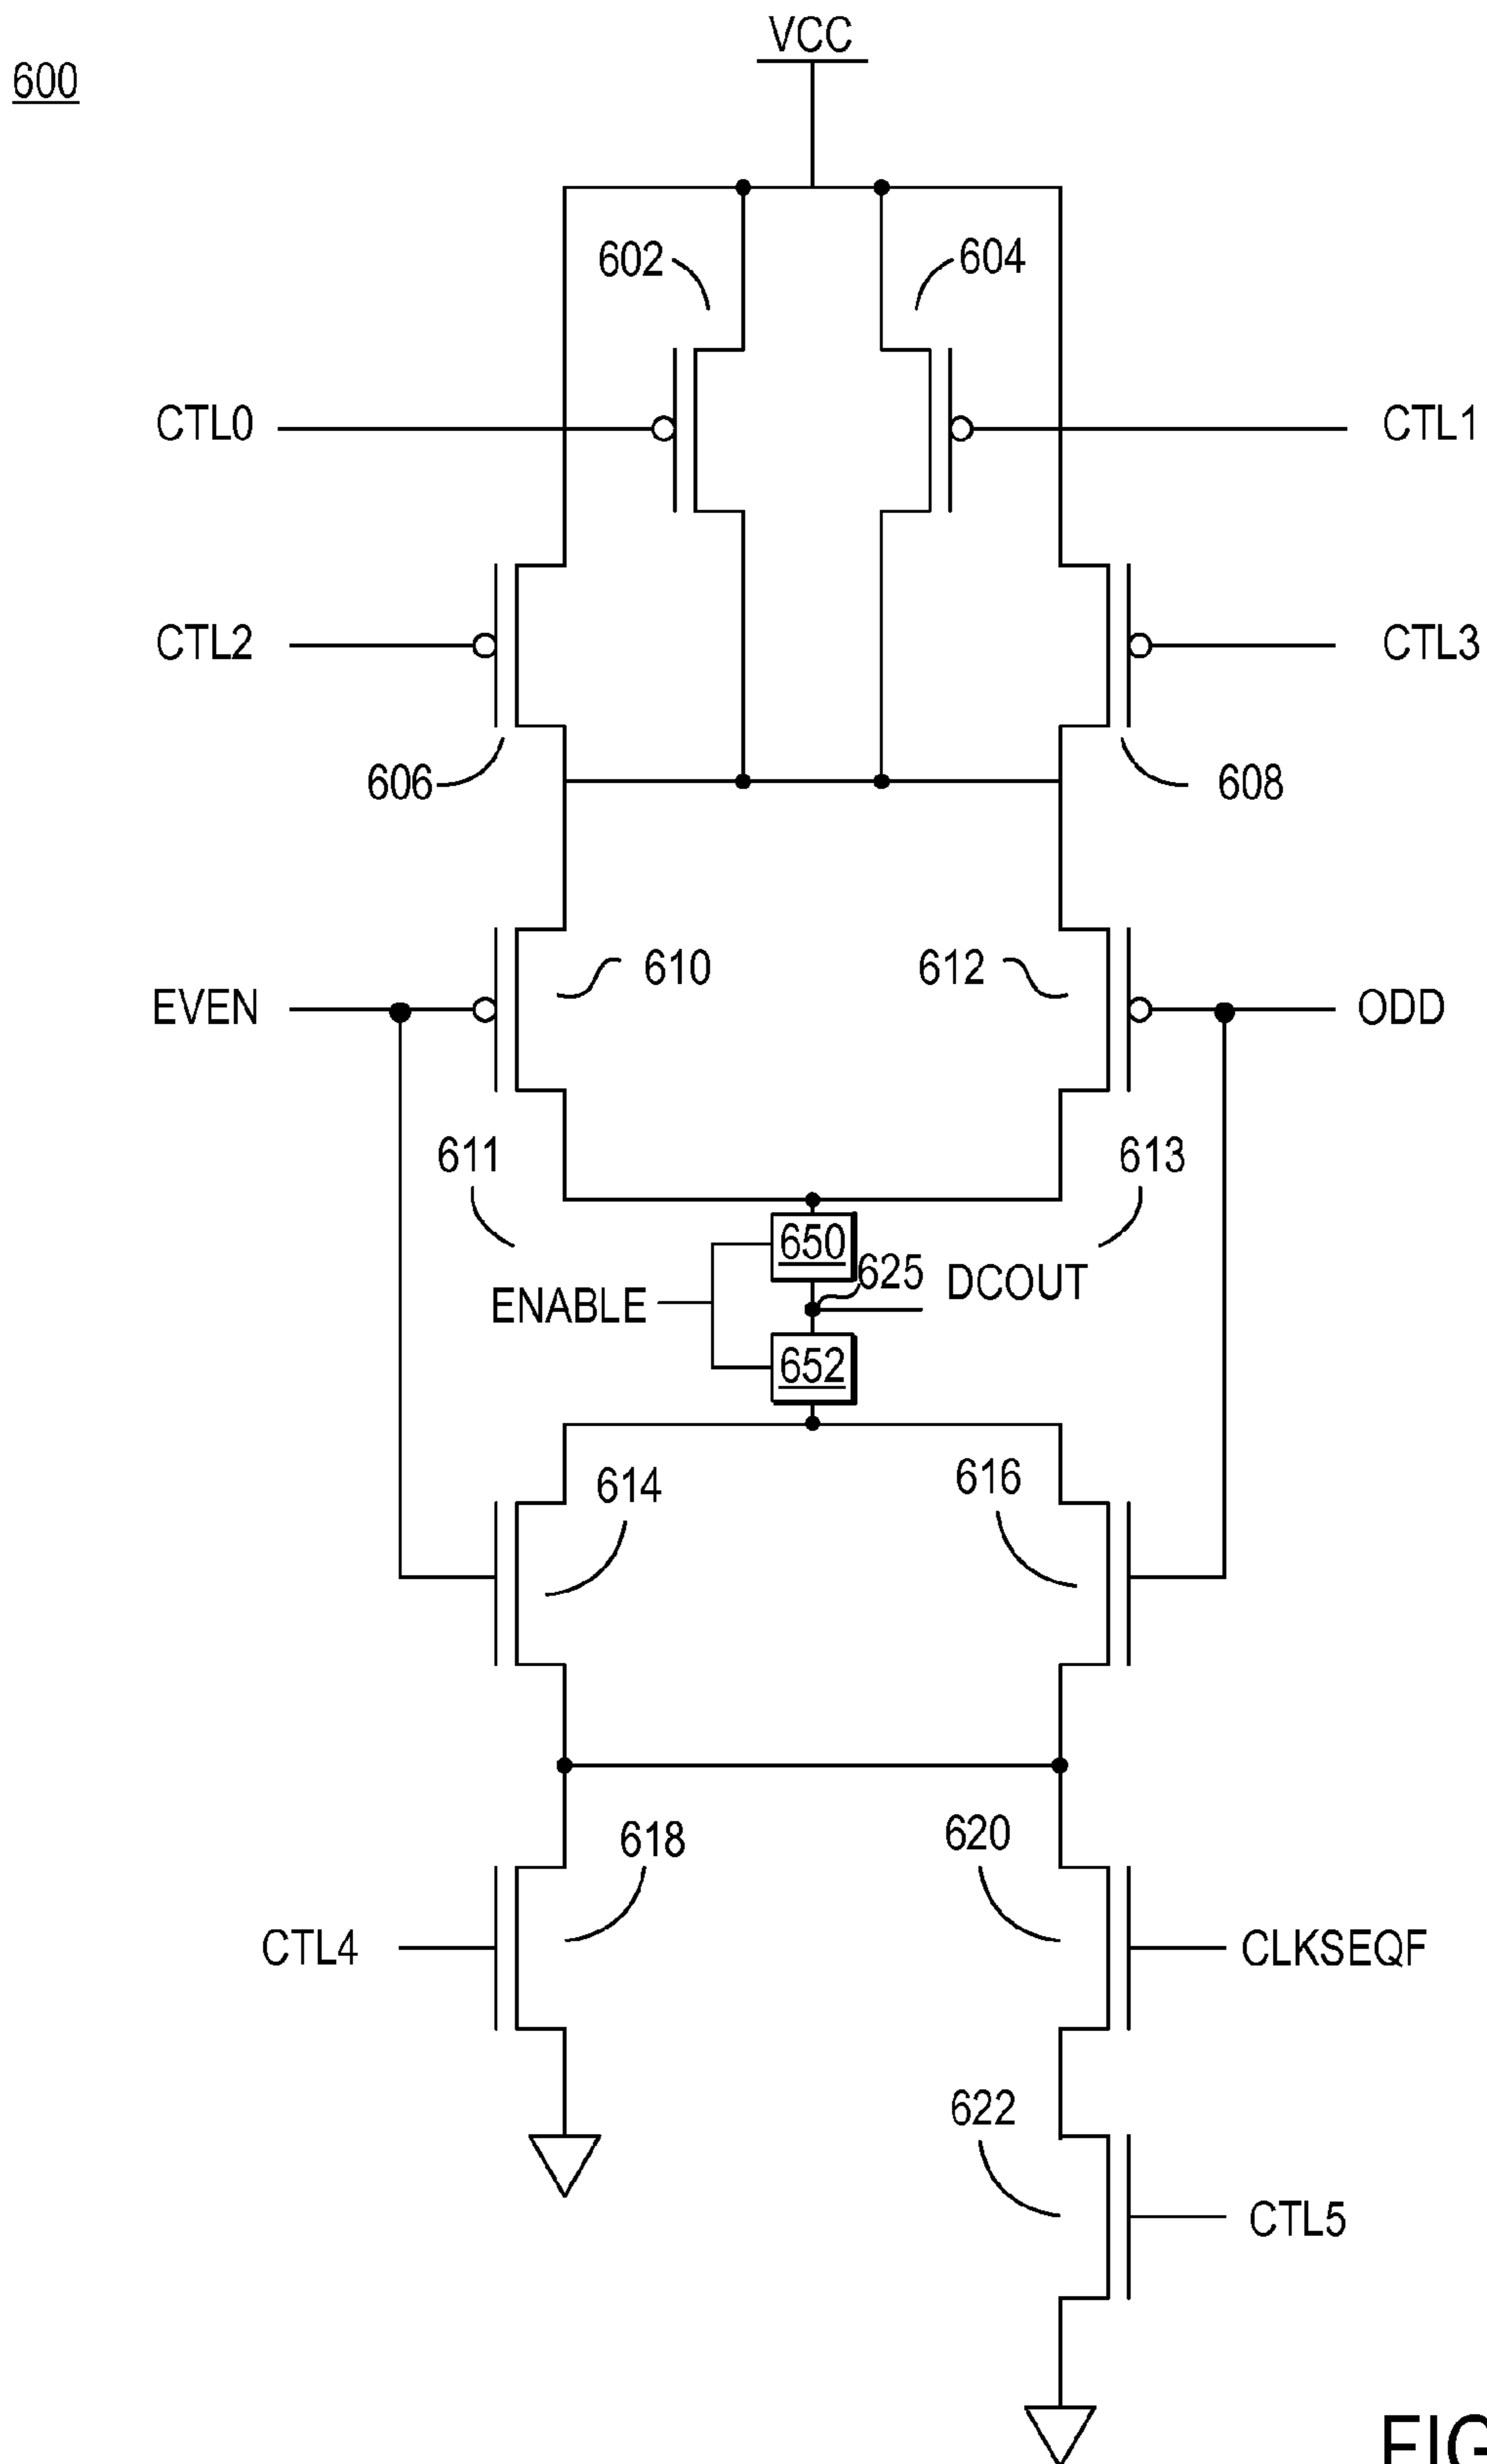 VCC
600
602
604
CTL0
CTL1
CTL2
CTL3
606
608
610
612
EVEN
ODD
611
613
650
625
DCOUT
ENABLE
652
614
616
618
620
CTL4
CLKSEQF
622
CTL5
FIG